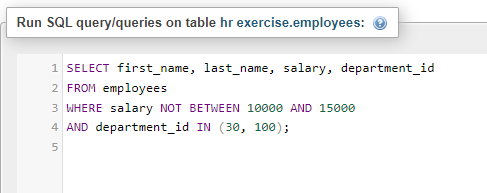 Run SQL query/queries on table hr exercise.employees:
1 SELECT first_name, last_name, salary, department_id
2 FROM employees
3 WHERE salary NOT BETWEEN 10000 AND 15000
4 AND department_id IN (30, 100);
5